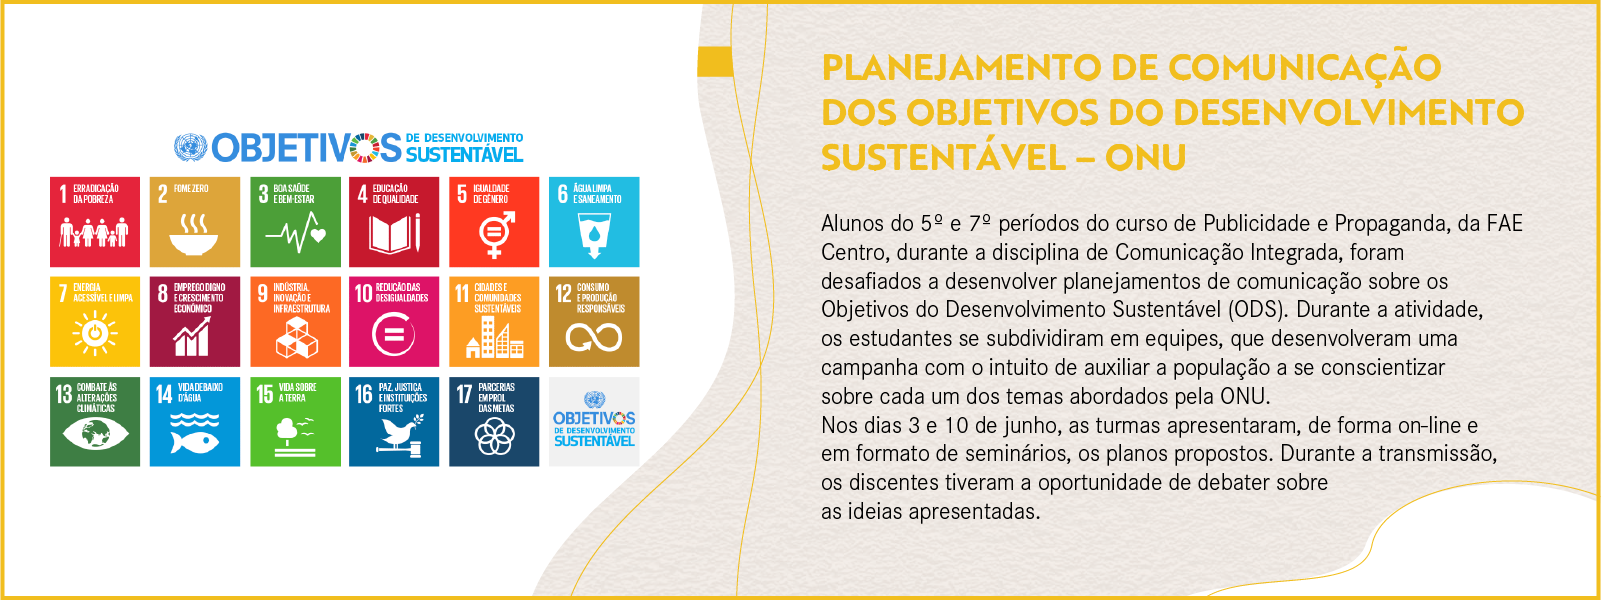 OBJETIVOS DE DESENVOLVIMENTO SUSTENTÁVEL
1 ERRADICAÇÃO
DA POBREZA
2 FOME ZERO
3 BOA SAÚDE
E BEM-ESTAR
4 EDUCAÇÃO
DE QUALIDADE
5 IGUALDADE
DE GÊNERO
6 ÁGUA LIMPA
E SANEAMENTO
7 ENERGIA
ACESSÍVEL E LIMPA
8 EMPREGO DIGNO
E CRESCIMENTO
ECONÔMICO
9 INDÚSTRIA,
INOVAÇÃO E
INFRAESTRUTURA
10 REDUÇÃO DAS
DESIGUALDADES
11 CIDADES E
COMUNIDADES
SUSTENTÁVEIS
12 CONSUMO
E PRODUÇÃO
RESPONSÁVEIS
13 COMBATE ÀS
ALTERAÇÕES
CLIMÁTICAS
14 VIDA DEBAIXO
D'ÁGUA
15 VIDA SOBRE
A TERRA
16 PAZ, JUSTIÇA
E INSTITUIÇÕES
FORTES
17 PARCERIAS
EM PROL
DAS METAS
OBJETIVOS
DE DESENVOLVIMENTO
SUSTENTÁVEL
PLANEJAMENTO DE COMUNICAÇÃO
DOS OBJETIVOS DO DESENVOLVIMENTO
SUSTENTÁVEL – ONU
Alunos do 5º e 7º períodos do curso de Publicidade e Propaganda, da FAE
Centro, durante a disciplina de Comunicação Integrada, foram
desafiados a desenvolver planejamentos de comunicação sobre os
Objetivos do Desenvolvimento Sustentável (ODS). Durante a atividade,
os estudantes se subdividiram em equipes, que desenvolveram uma
campanha com o intuito de auxiliar a população a se conscientizar
sobre cada um dos temas abordados pela ONU.
Nos dias 3 e 10 de junho, as turmas apresentaram, de forma on-line e
em formato de seminários, os planos propostos. Durante a transmissão,
os discentes tiveram a oportunidade de debater sobre
as ideias apresentadas.